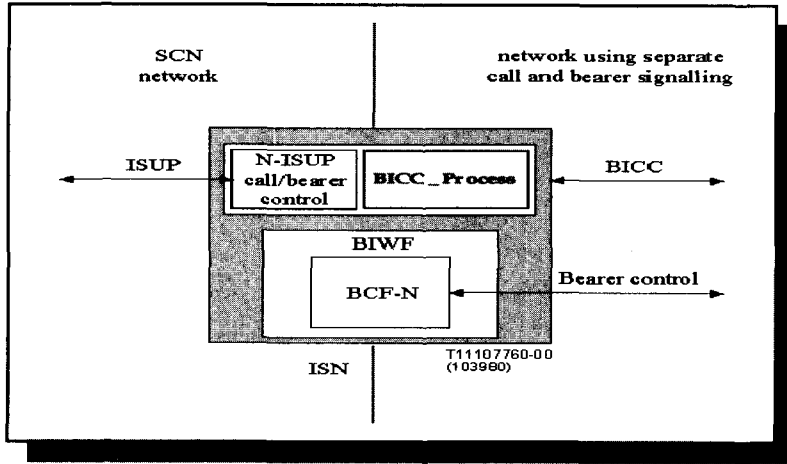 SCN
network
network using separate
call and bearer signalling
ISUP
N-ISUP
call/bearer
control
BICC_Process
BICC
BIWF
BCF-N
Bearer control
ISN
T11107760-00
(103980)